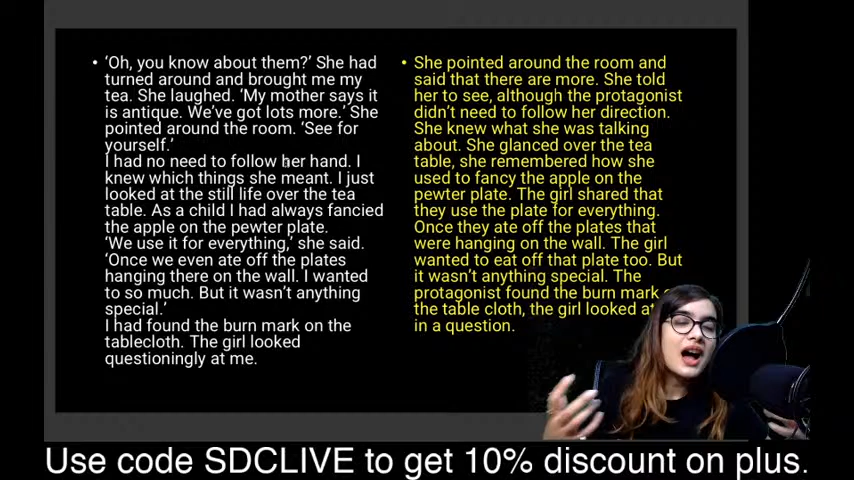 • 'Oh, you know about them?' She had
turned around and brought me my
tea. She laughed. 'My mother says it
is antique. We've got lots more.' She
pointed around the room. 'See for
yourself.'
I had no need to follow her hand. I
knew which things she meant. I just
looked at the still life over the tea
table. As a child I had always fancied
the apple on the pewter plate.
'We use it for everything,' she said.
'Once we even ate off the plates
hanging there on the wall. I wanted
to so much. But it wasn't anything
special.'
I had found the burn mark on the
tablecloth. The girl looked
questioningly at me.
• She pointed around the room and
said that there are more. She told
her to see, although the protagonist
didn't need to follow her direction.
She knew what she was talking
about. She glanced over the tea
table, she remembered how she
used to fancy the apple on the
pewter plate. The girl shared that
they use the plate for everything.
Once they ate off the plates that
were hanging on the wall. The girl
wanted to eat off that plate too. But
it wasn't anything special. The
protagonist found the burn mark
the table cloth, the girl looked at
in a question.
Use code SDCLIVE to get 10% discount on plus.